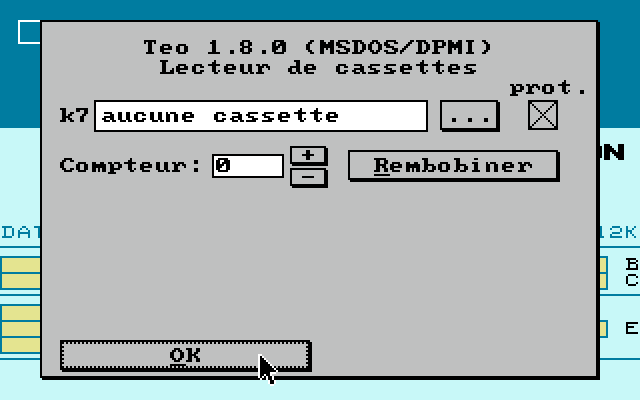 Teo 1.8.0 (MSDOS/DPMI)
Lecteur de cassettes
prot.
k7 aucune cassette ...
Compteur: 0 + - Rembobiner
DAT
12K
B
C
E
OK